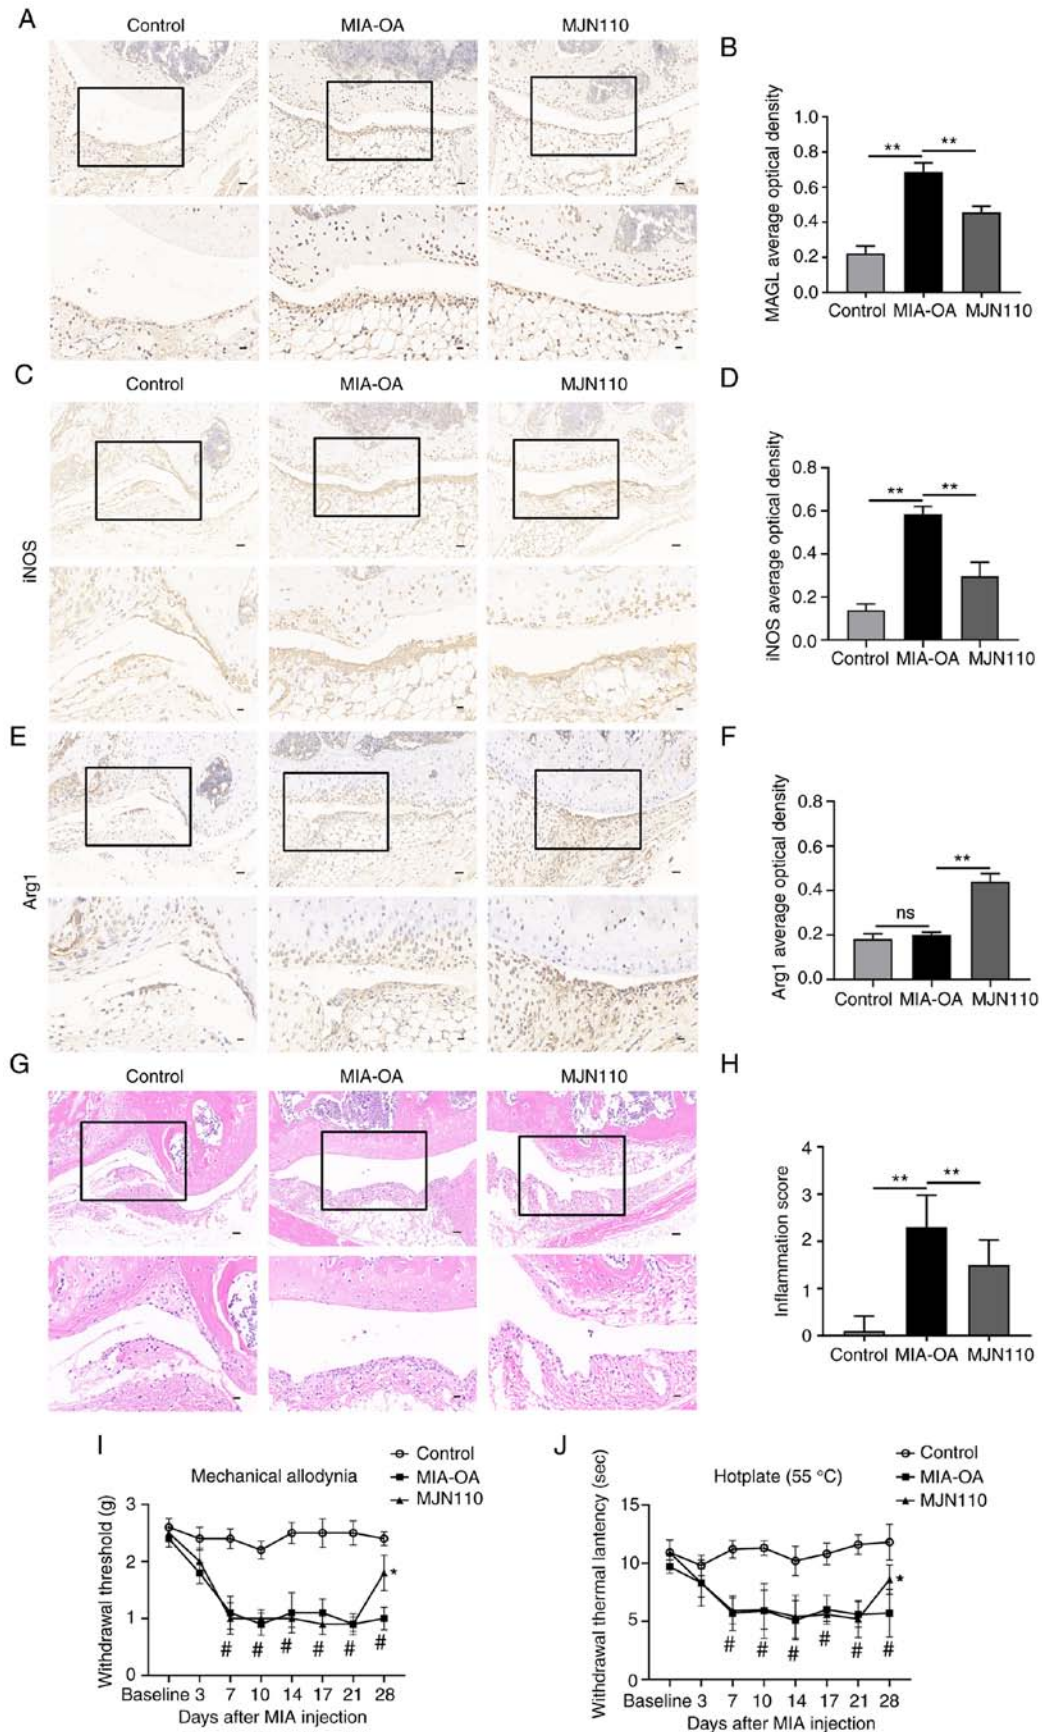 A
Control MIA-OA MJN110
B
MAGL average optical density
1.0
0.8
0.6
0.4
0.2
0.0
** **
Control MIA-OA MJN110
C
Control MIA-OA MJN110
iNOS
D
iNOS average optical density
0.8
0.6
0.4
0.2
0.0
** **
Control MIA-OA MJN110
E
Arg1
F
Arg1 average optical density
0.8
0.6
0.4
0.2
0.0
ns **
Control MIA-OA MJN110
G
Control MIA-OA MJN110
H
Inflammation score
4
3
2
1
0
** **
Control MIA-OA MJN110
I
Mechanical allodynia
Control
MIA-OA
MJN110
Withdrawal threshold (g)
3
2
1
0
*
# # # # # #
Baseline 3 7 10 14 17 21 28
Days after MIA injection
J
Hotplate (55 °C)
Control
MIA-OA
MJN110
Withdrawal thermal lantency (sec)
15
10
5
0
*
# # # # # #
Baseline 3 7 10 14 17 21 28
Days after MIA injection